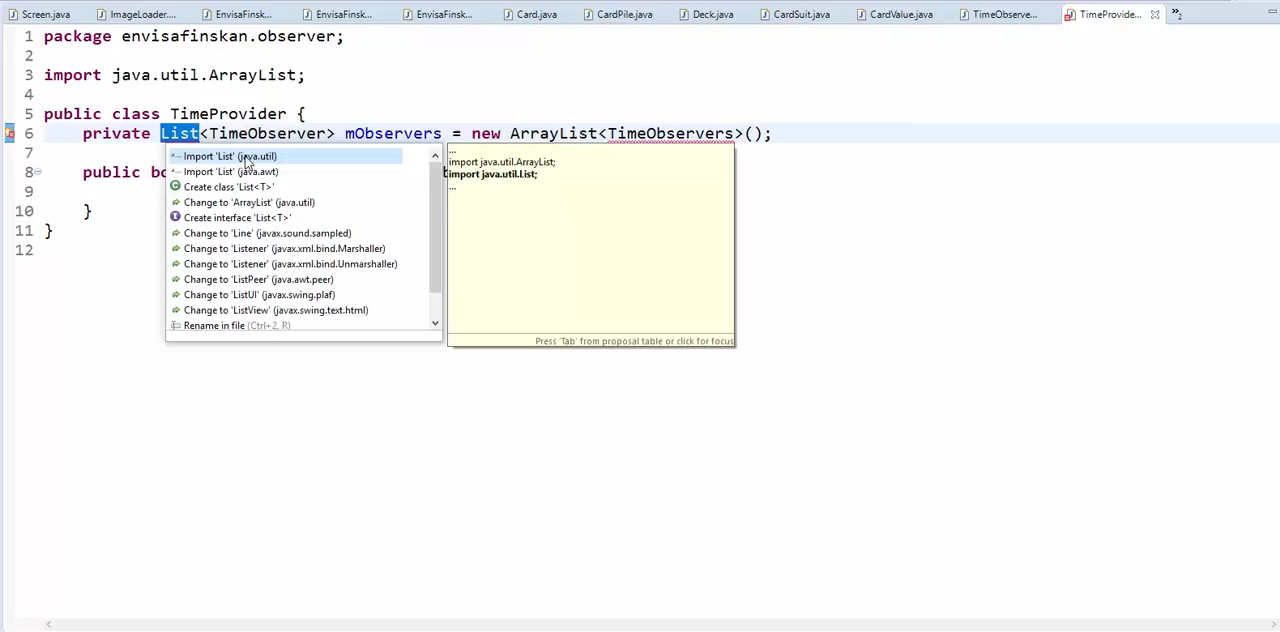 Screen.java ImageLoader.... EnvisaFinsk... EnvisaFinsk... EnvisaFinsk... Card.java CardPile.java Deck.java CardSuit.java CardValue.java TimeObserve... TimeProvide... 2
1 package envisafinskan.observer;
2
3 import java.util.ArrayList;
4
5 public class TimeProvider {
6 private List<TimeObserver> mObservers = new ArrayList<TimeObservers>();
7
8 public bo
9
10 }
11 }
12
Import 'List' (java.util)
Import 'List' (java.awt)
Create class 'List<T>'
Change to 'ArrayList' (java.util)
Create interface 'List<T>'
Change to 'Line' (javax.sound.sampled)
Change to 'Listener' (javax.xml.bind.Marshaller)
Change to 'Listener' (javax.xml.bind.Unmarshaller)
Change to 'ListPeer' (java.awt.peer)
Change to 'ListUI' (javax.swing.plaf)
Change to 'ListView' (javax.swing.text.html)
Rename in file (Ctrl+2, R)
...
import java.util.ArrayList;
import java.util.List;
...
Press 'Tab' from proposal table or click for focus